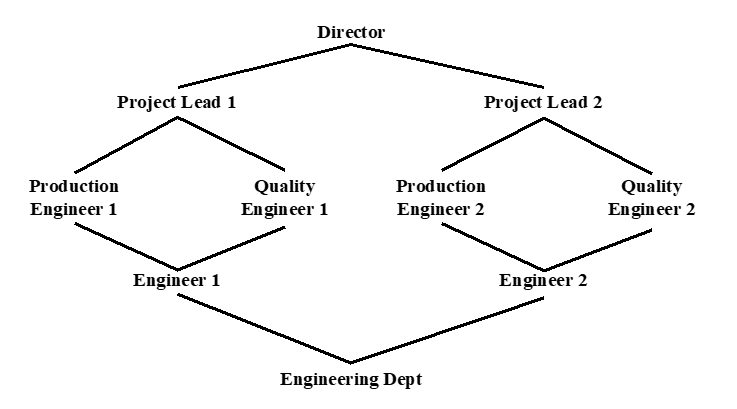 Director
Project Lead 1
Project Lead 2
Production
Engineer 1
Quality
Engineer 1
Production
Engineer 2
Quality
Engineer 2
Engineer 1
Engineer 2
Engineering Dept